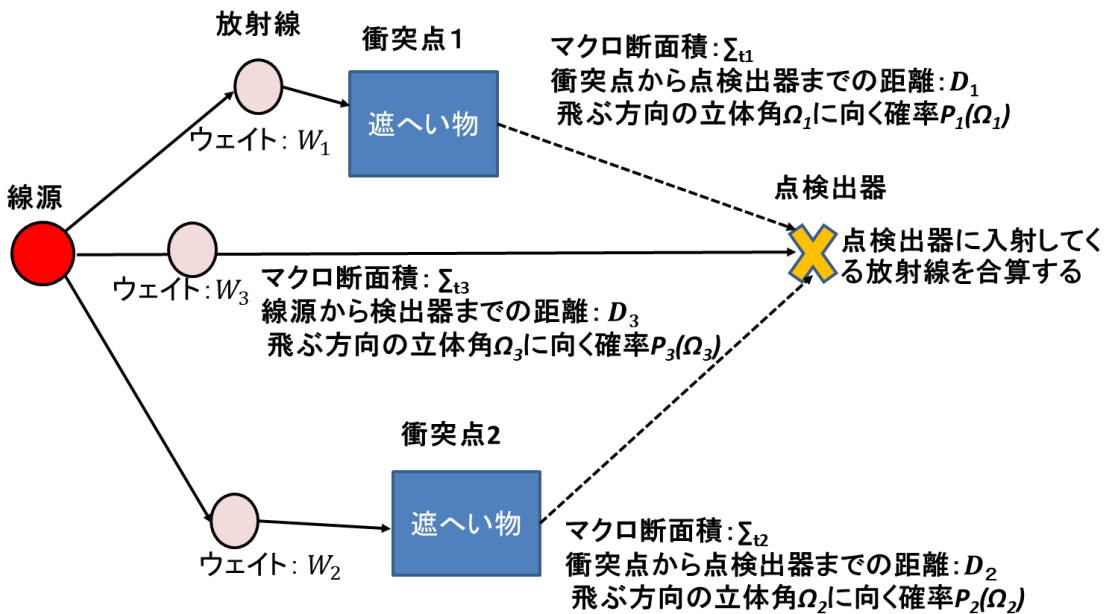 放射線
衝突点1
マクロ断面積：∑t1
衝突点から点検出器までの距離：D1
飛ぶ方向の立体角Ω1に向く確率P1(Ω1)
遮へい物
ウェイト：W1
線源
点検出器
点検出器に入射してく
る放射線を合算する
ウェイト：W3
マクロ断面積：∑t3
線源から検出器までの距離：D3
飛ぶ方向の立体角Ω3に向く確率P3(Ω3)
衝突点2
遮へい物
ウェイト：W2
マクロ断面積：∑t2
衝突点から点検出器までの距離：D2
飛ぶ方向の立体角Ω2に向く確率P2(Ω2)